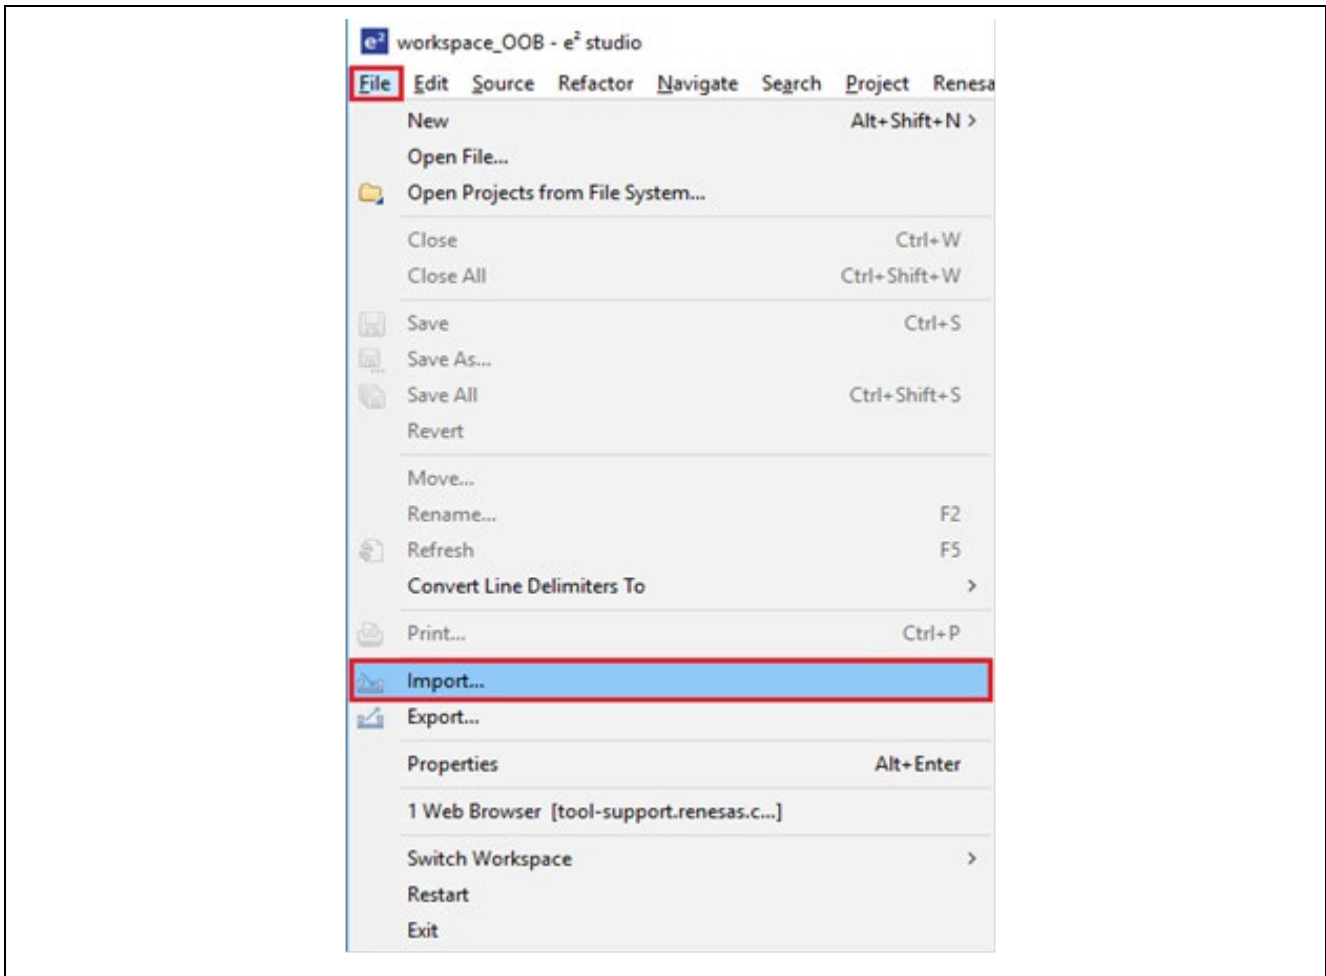 e² workspace_OOB - e² studio
File Edit Source Refactor Navigate Search Project Renesa
New Alt+Shift+N >
Open File...
Open Projects from File System...
Close Ctrl+W
Close All Ctrl+Shift+W
Save Ctrl+S
Save As...
Save All Ctrl+Shift+S
Revert
Move...
Rename... F2
Refresh F5
Convert Line Delimiters To >
Print... Ctrl+P
Import...
Export...
Properties Alt+Enter
1 Web Browser [tool-support.renesas.c...]
Switch Workspace >
Restart
Exit